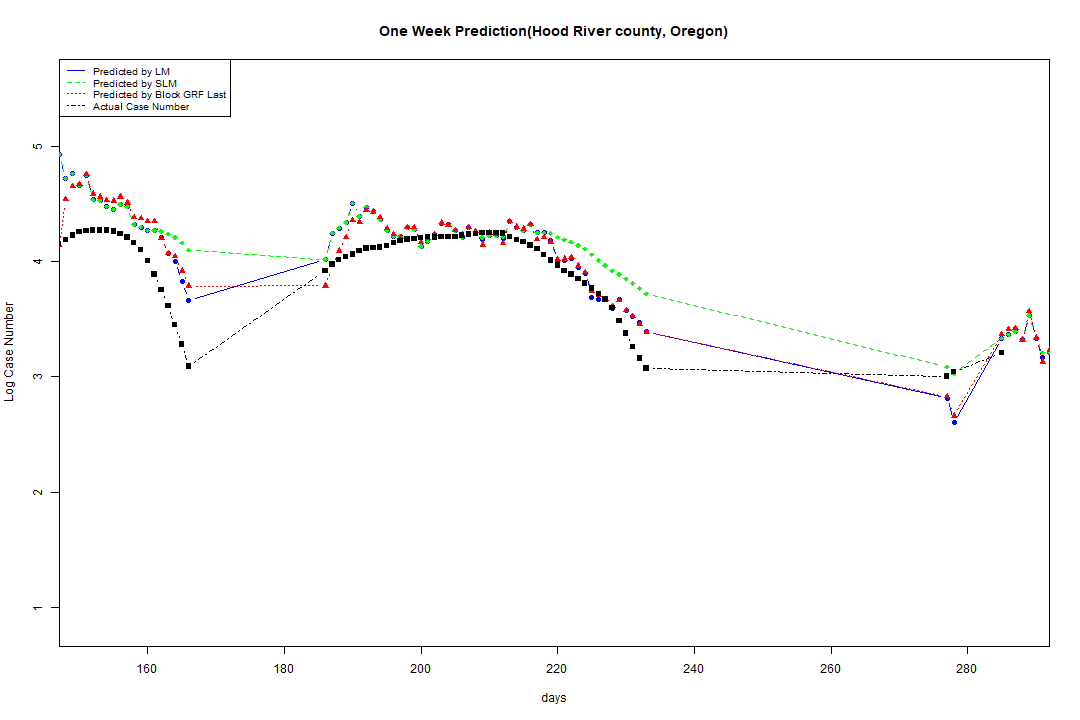 One Week Prediction(Hood River county, Oregon)
Predicted by LM
Predicted by SLM
Predicted by Block GRF Last
Actual Case Number
5
4
3
2
1
Log Case Number
160 180 200 220 240 260 280
days